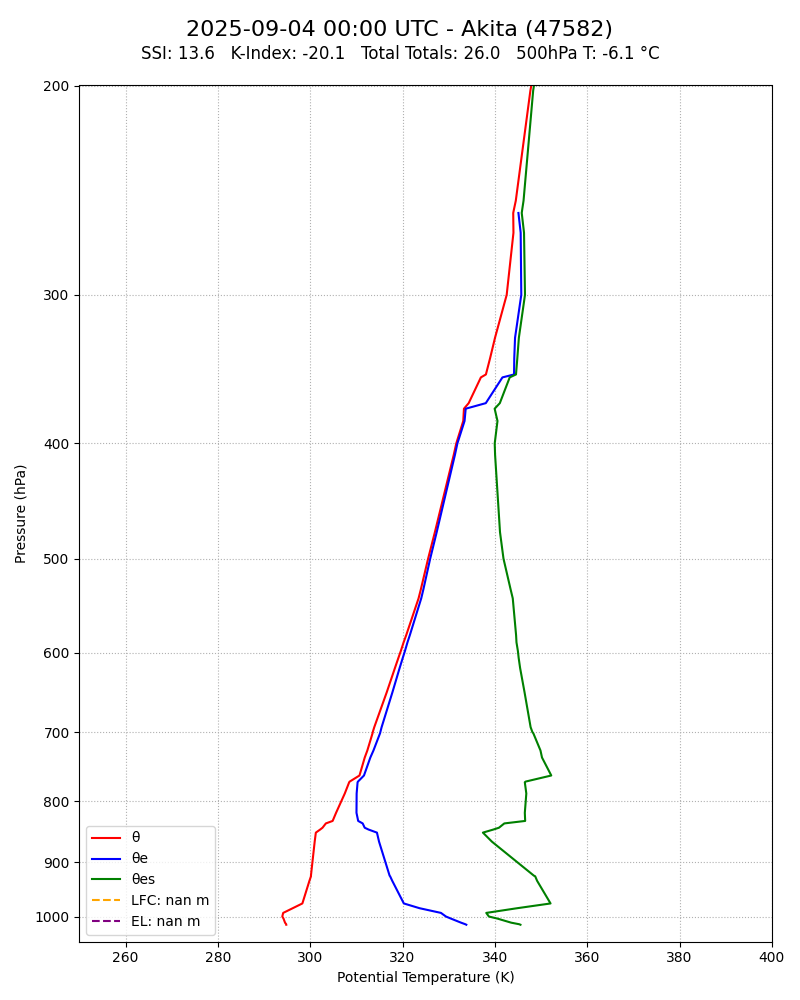 2025-09-04 00:00 UTC - Akita (47582)
SSI: 13.6   K-Index: -20.1   Total Totals: 26.0   500hPa T: -6.1 °C
200
300
400
500
600
700
800
900
1000
Pressure (hPa)
θ
θe
θes
LFC: nan m
EL: nan m
260 280 300 320 340 360 380 400
Potential Temperature (K)